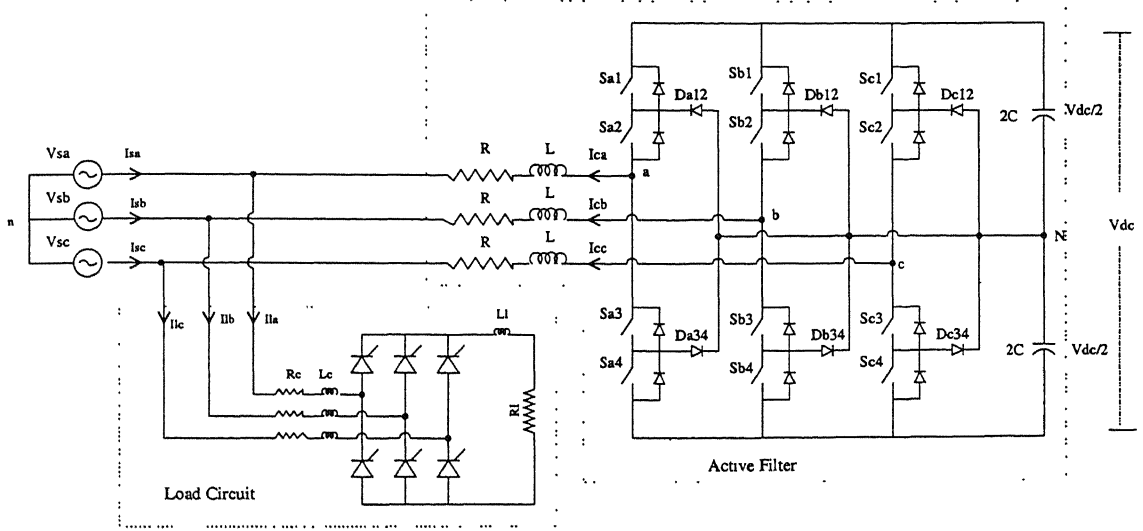 Sa1
Sb1
Sc1
Da12
Db12
Dc12
2C
Vdc/2
Sa2
Sb2
Sc2
Vsa
Isa
R
L
Ica
a
Vsb
Isb
R
L
Icb
b
n
Vsc
Isc
R
L
Icc
c
N
Vdc
Ilc
Ilb
Ila
Ll
Sa3
Sb3
Sc3
Da34
Db34
Dc34
2C
Vdc/2
Sa4
Sb4
Sc4
Rc
Lc
Rl
Active Filter
Load Circuit